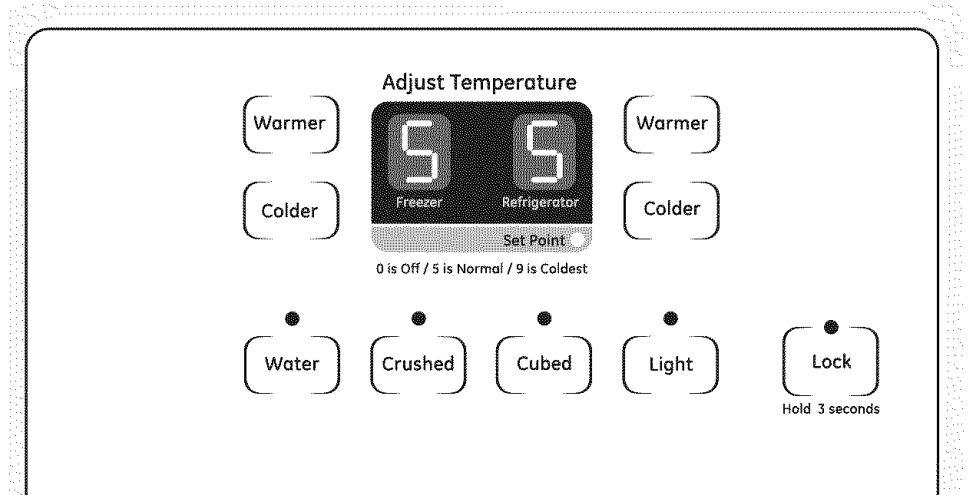 Adjust Temperature
Warmer
5 5
Warmer
Freezer Refrigerator
Colder
Colder
Set Point
0 is Off / 5 is Normal / 9 is Coldest
Water Crushed Cubed Light Lock
Hold 3 seconds